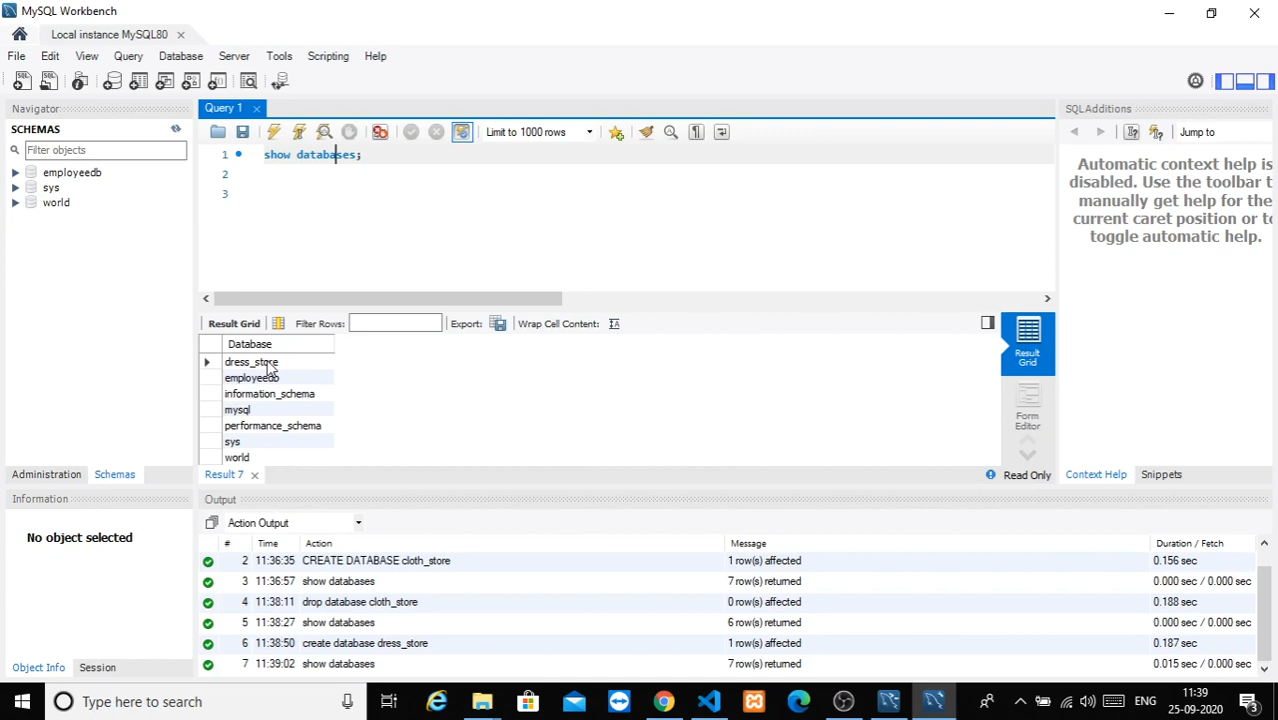 MySQL Workbench
Local instance MySQL80
File Edit View Query Database Server Tools Scripting Help
Navigator
SCHEMAS
Filter objects
employeedb
sys
world
Administration Schemas
Information
No object selected
Object Info Session
Query 1
Limit to 1000 rows
1 show databases;
2
3
Result Grid Filter Rows: Export: Wrap Cell Content:
Database
dress_store
employeedb
information_schema
mysql
performance_schema
sys
world
Result 7
Result Grid
Form Editor
Read Only
SQLAdditions
Jump to
Automatic context help is
disabled. Use the toolbar t
manually get help for the
current caret position or to
toggle automatic help.
Context Help Snippets
Output
Action Output
# Time Action Message Duration / Fetch
2 11:36:35 CREATE DATABASE cloth_store 1 row(s) affected 0.156 sec
3 11:36:57 show databases 7 row(s) returned 0.000 sec / 0.000 sec
4 11:38:11 drop database cloth_store 0 row(s) affected 0.188 sec
5 11:38:27 show databases 6 row(s) returned 0.000 sec / 0.000 sec
6 11:38:50 create database dress_store 1 row(s) affected 0.187 sec
7 11:39:02 show databases 7 row(s) returned 0.015 sec / 0.000 sec
Type here to search
ENG
11:39
25-09-2020
3